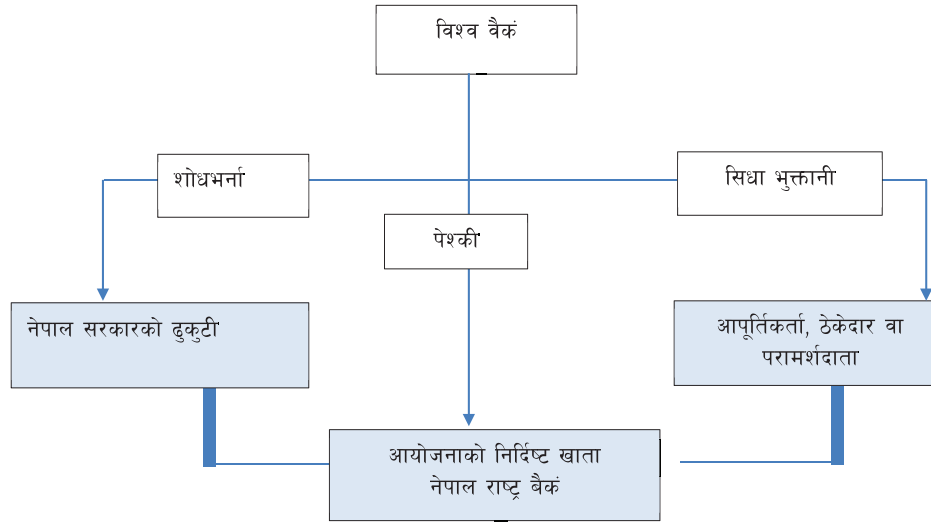 विश्व वैकं
शोधभर्ना
सिधा भुक्तानी
पेश्की
नेपाल सरकारको ढुकुटी
आपूर्तिकर्ता, ठेकेदार वा
परामर्शदाता
आयोजनाको निर्दिष्ट खाता
नेपाल राष्ट्र बैकं